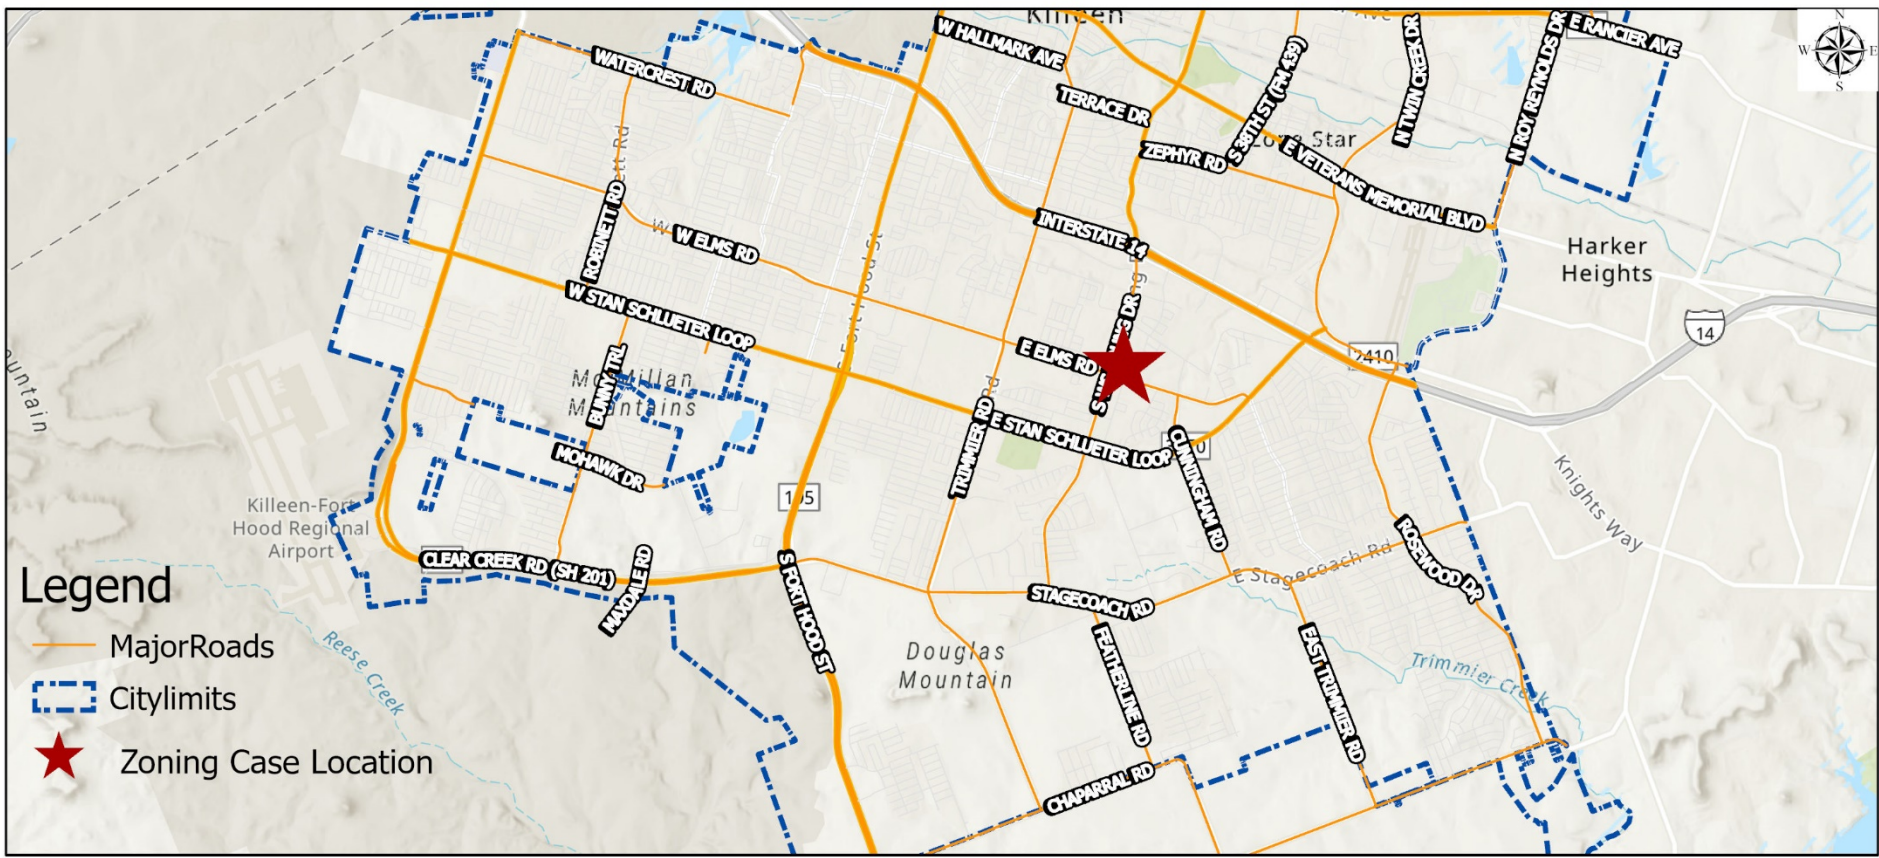 Killeen
N
W
E
S
W HALLMARK AVE
E RANCIER AVE
WATERCREST RD
TERRACE DR
S 38TH ST (FM 439)
N TWIN CREEK DR
N ROY REYNOLDS DR
ZEPHYR RD
E VETERANS MEMORIAL BLVD
ROBINETT RD
W ELMS RD
INTERSTATE 14
Harker
Heights
14
W STAN SCHLUETER LOOP
E ELMS RD
2410
BUNNY TRL
TRIMMIER RD
E STAN SCHLUETER LOOP
CUNNINGHAM RD
MOHAWK DR
195
Knights Way
Killeen-Fort
Hood Regional
Airport
CLEAR CREEK RD (SH 201)
MAXDALE RD
S FORT HOOD ST
E Stagecoach Rd
ROSEWOOD DR
STAGECOACH RD
FEATHERLINE RD
EAST TRIMMIER RD
Douglas
Mountain
Trimmier Creek
Reese Creek
CHAPARRAL RD
Legend
MajorRoads
Citylimits
Zoning Case Location